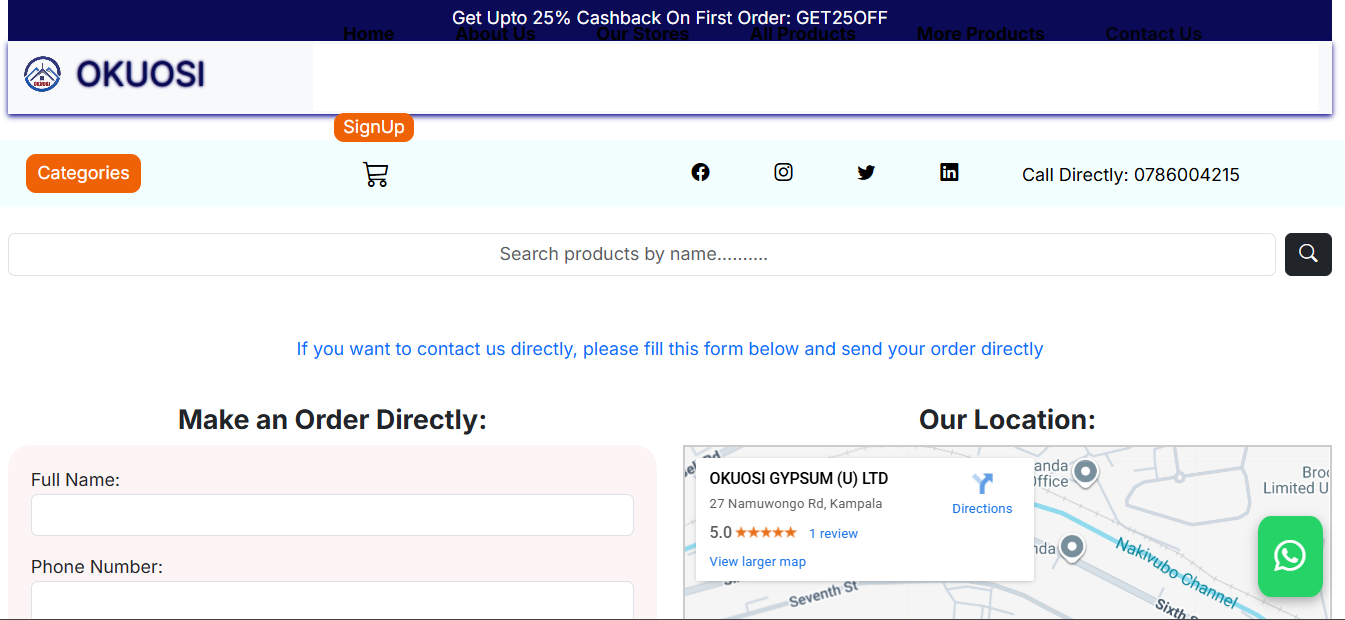 Get Upto 25% Cashback On First Order: GET25OFF
Home About Us Our Stores All Products More Products Contact Us
OKUOSI OKUOSI
SignUp
Categories
Call Directly: 0786004215
Search products by name..........
If you want to contact us directly, please fill this form below and send your order directly
Make an Order Directly:
Our Location:
Full Name:
Phone Number:
OKUOSI GYPSUM (U) LTD
27 Namuwongo Rd, Kampala
5.0 1 review
View larger map
Directions
Limited U
Nakivubo Channel
Seventh St
Sixth S